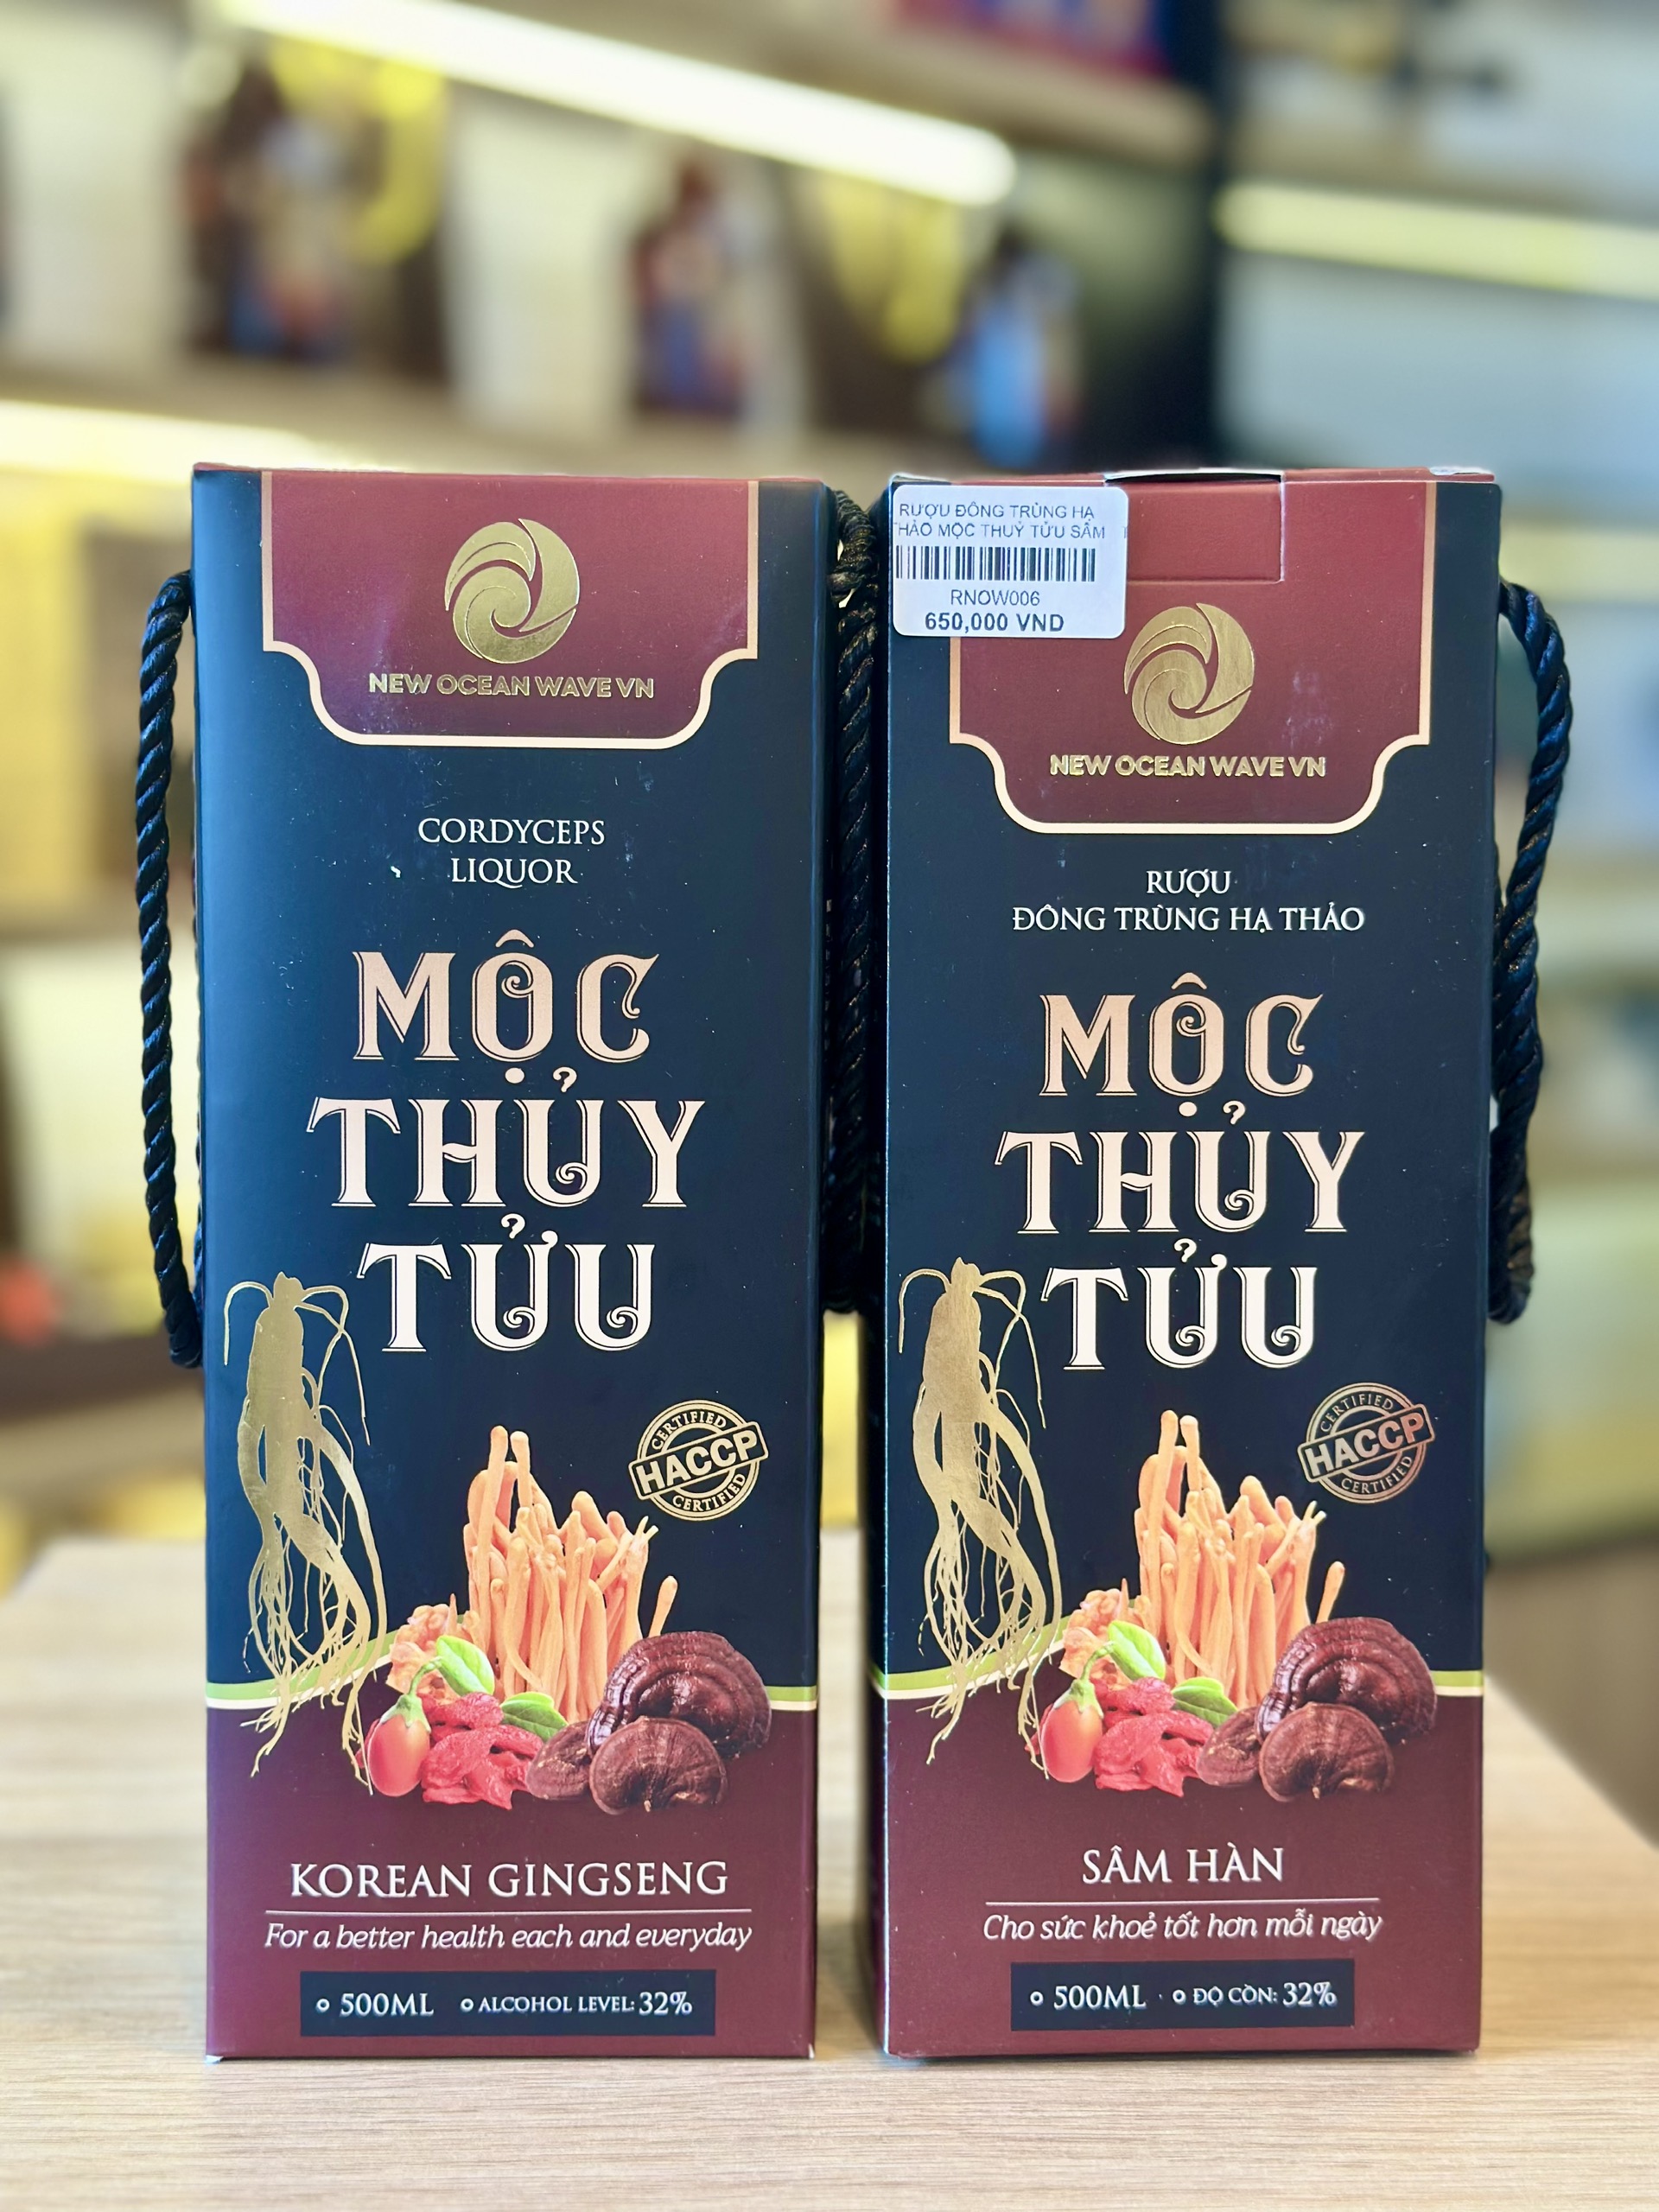 NEW OCEAN WAVE VN
CORDYCEPS
LIQUOR
MỘC
THỦY
TỬU
CERTIFIED
HACCP
CERTIFIED
KOREAN GINGSENG
For a better health each and everyday
500ML ALCOHOL LEVEL: 32%
RƯỢU ĐÔNG TRÙNG HẠ
THẢO MỘC THUỶ TỬU SÂM
RNOW006
650,000 VND
NEW OCEAN WAVE VN
RƯỢU
ĐÔNG TRÙNG HẠ THẢO
MỘC
THỦY
TỬU
CERTIFIED
HACCP
CERTIFIED
SÂM HÀN
Cho sức khoẻ tốt hơn mỗi ngày
500ML ĐỘ CỒN: 32%